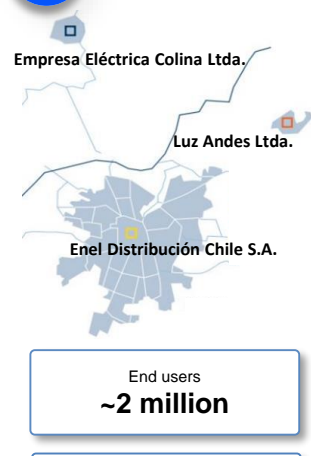 Empresa Eléctrica Colina Ltda.
Luz Andes Ltda.
Enel Distribución Chile S.A.
End users
~2 million